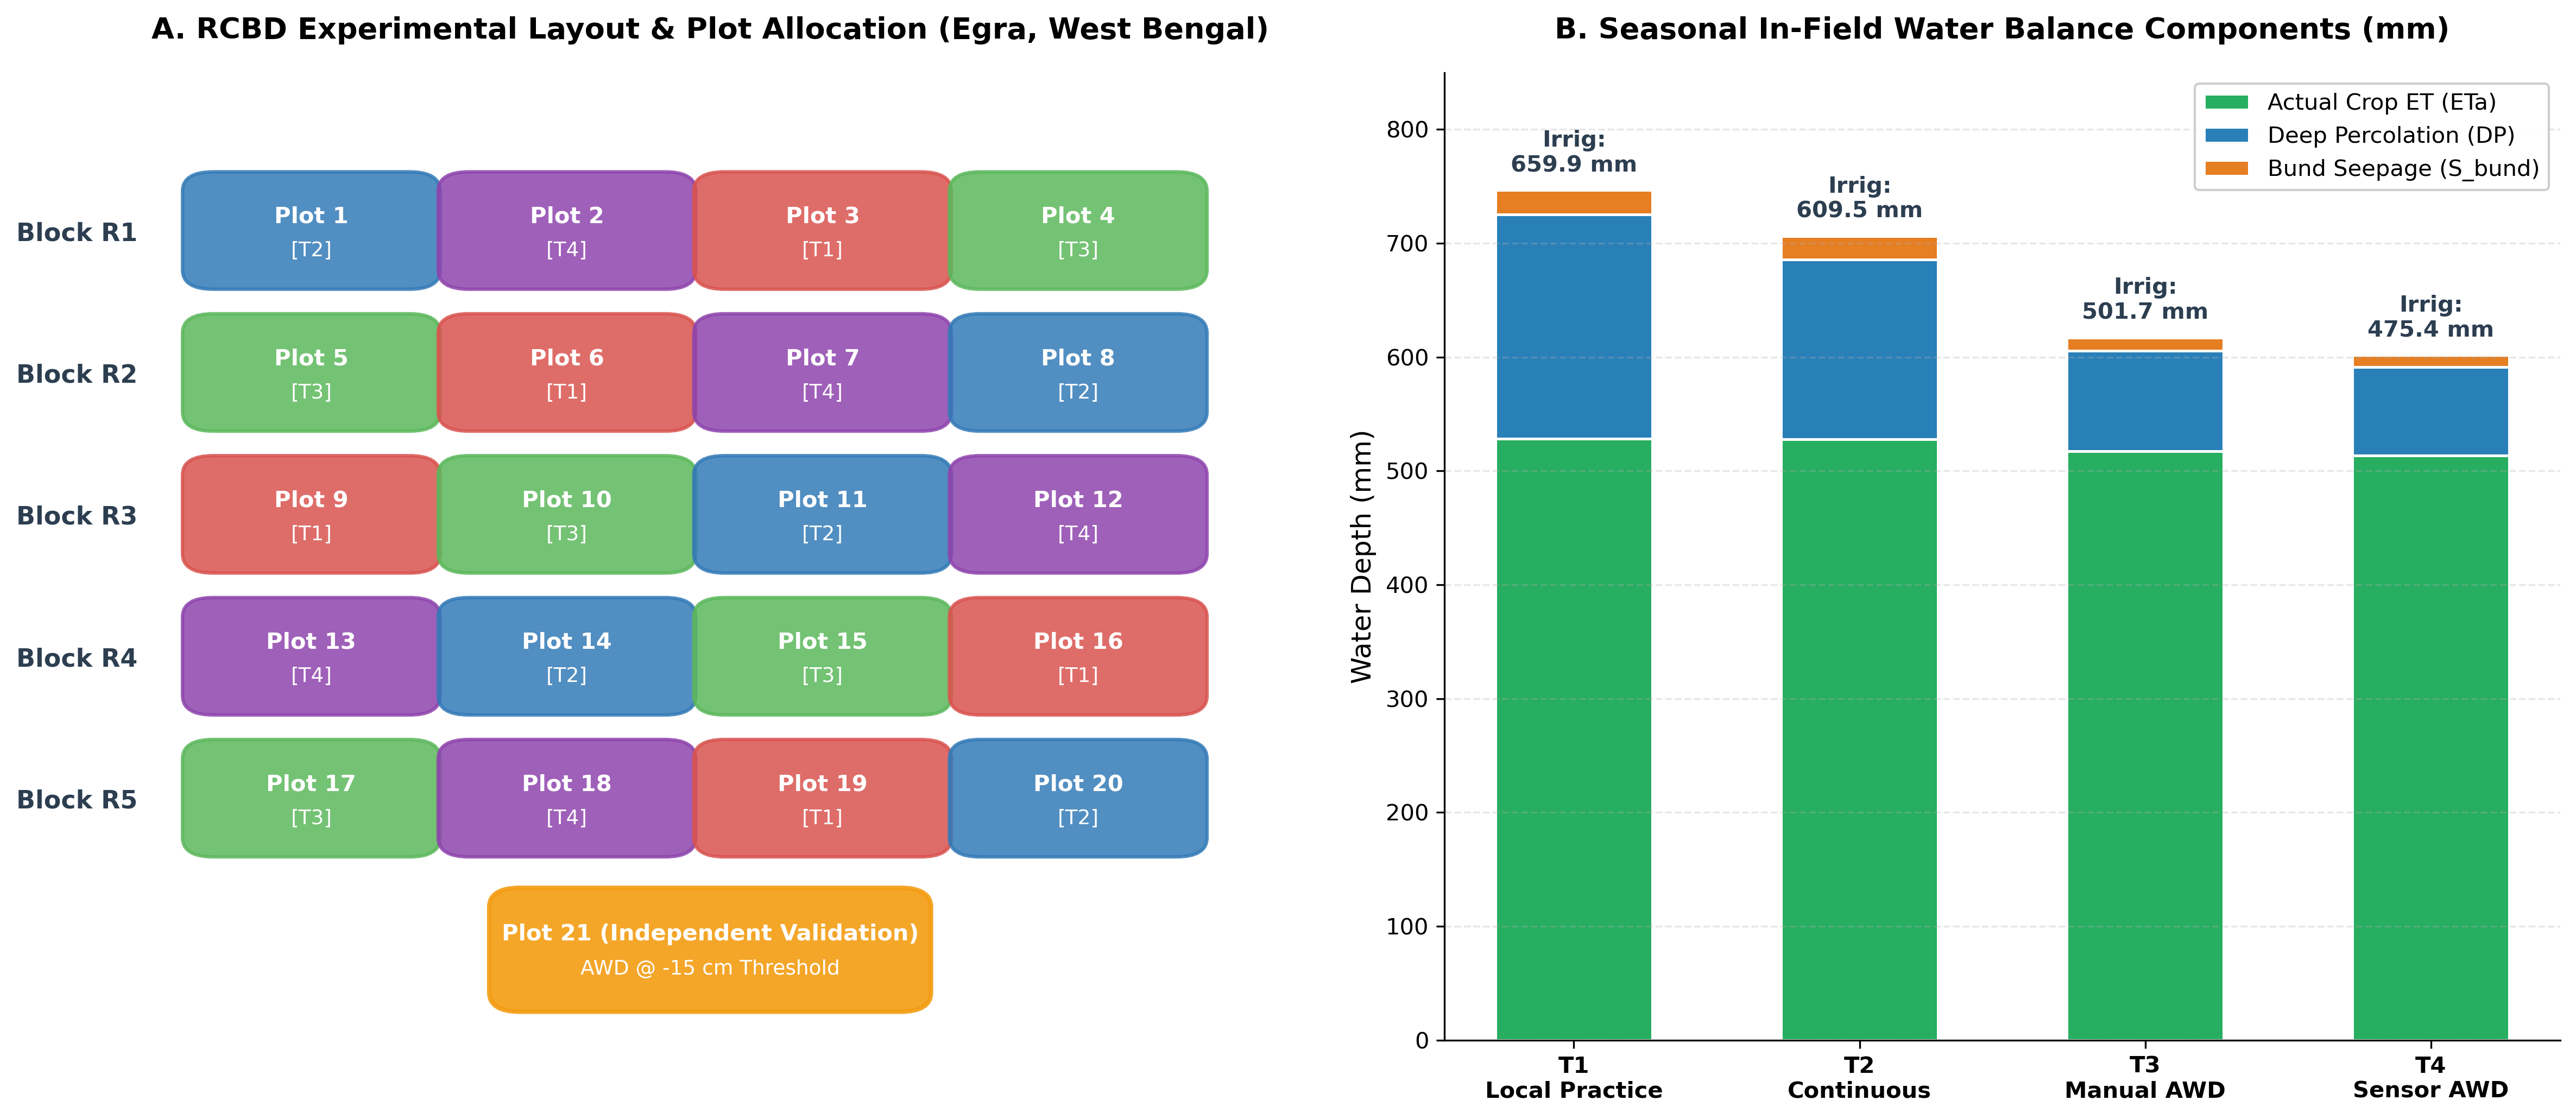 A. RCBD Experimental Layout & Plot Allocation (Egra, West Bengal)
Block R1
Plot 1
[T2]
Plot 2
[T4]
Plot 3
[T1]
Plot 4
[T3]
Block R2
Plot 5
[T3]
Plot 6
[T1]
Plot 7
[T4]
Plot 8
[T2]
Block R3
Plot 9
[T1]
Plot 10
[T3]
Plot 11
[T2]
Plot 12
[T4]
Block R4
Plot 13
[T4]
Plot 14
[T2]
Plot 15
[T3]
Plot 16
[T1]
Block R5
Plot 17
[T3]
Plot 18
[T4]
Plot 19
[T1]
Plot 20
[T2]
Plot 21 (Independent Validation)
AWD @ -15 cm Threshold
B. Seasonal In-Field Water Balance Components (mm)
Actual Crop ET (ETa)
Deep Percolation (DP)
Bund Seepage (S_bund)
Water Depth (mm)
800
700
600
500
400
300
200
100
0
Irrig:
659.9 mm
Irrig:
609.5 mm
Irrig:
501.7 mm
Irrig:
475.4 mm
T1
Local Practice
T2
Continuous
T3
Manual AWD
T4
Sensor AWD